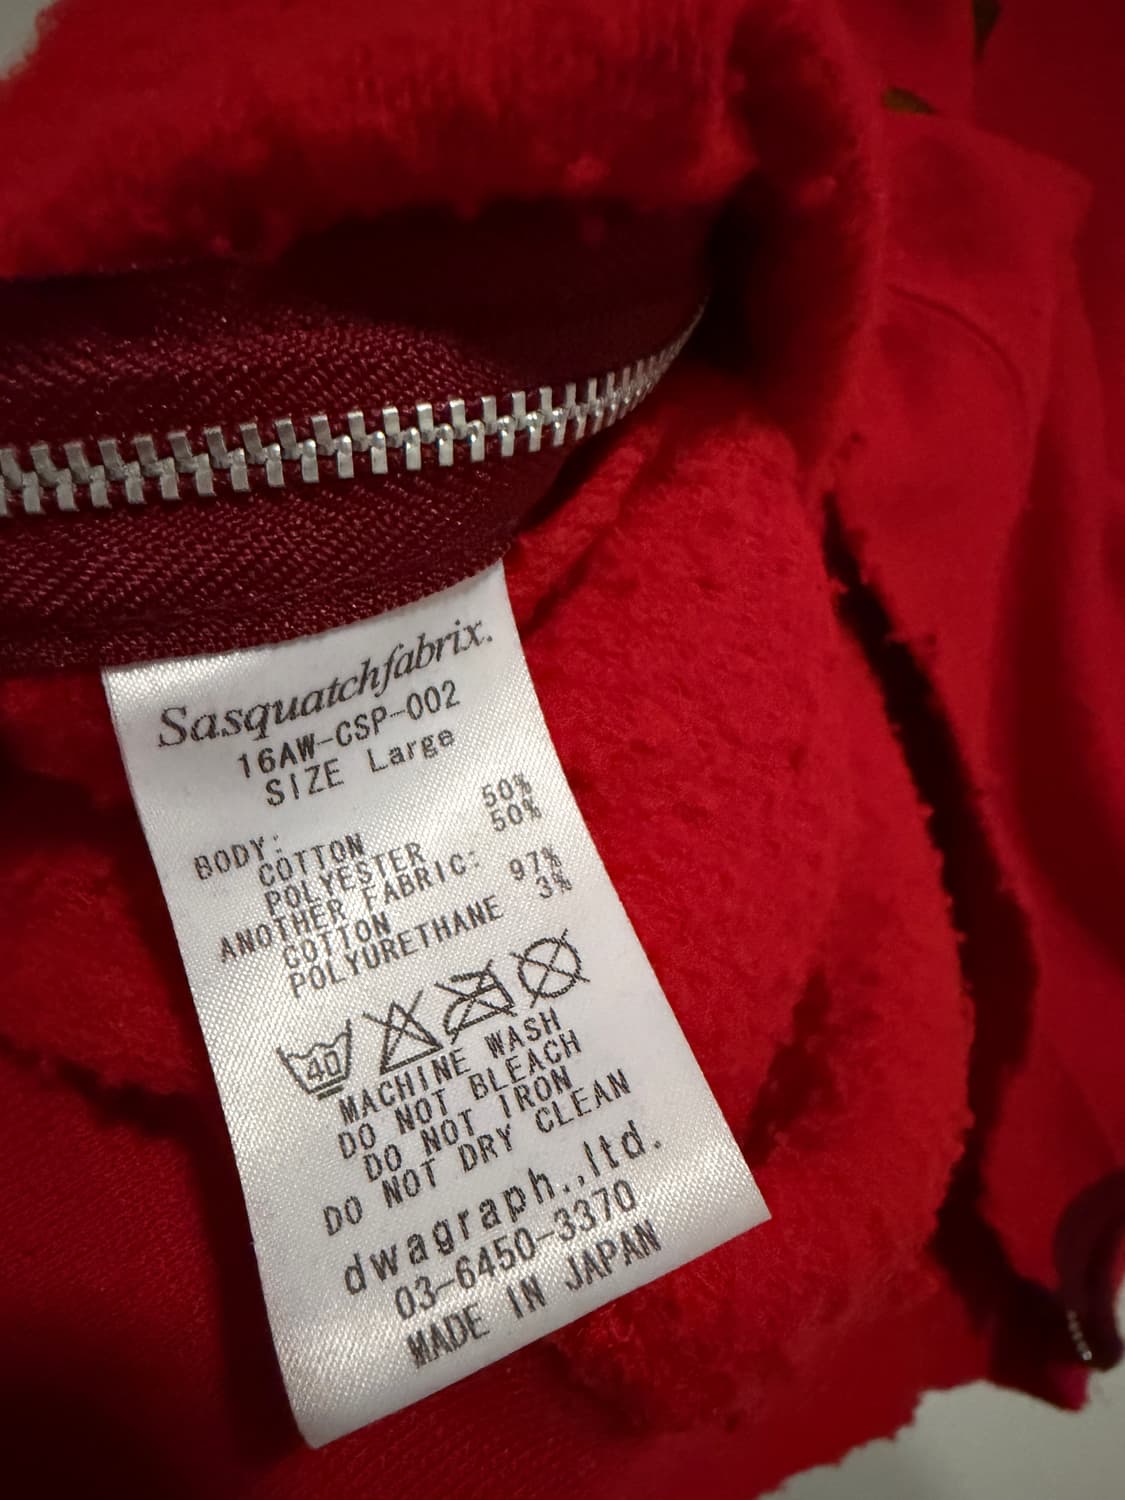 Sasquatchfabrix.
16AW-CSP-002
SIZE Large
BODY:
COTTON 50%
POLYESTER 50%
ANOTHER FABRIC:
COTTON 97%
POLYURETHANE 3%
40
MACHINE WASH
DO NOT BLEACH
DO NOT IRON
DO NOT DRY CLEAN
dwagraph.,ltd.
03-6450-3370
MADE IN JAPAN